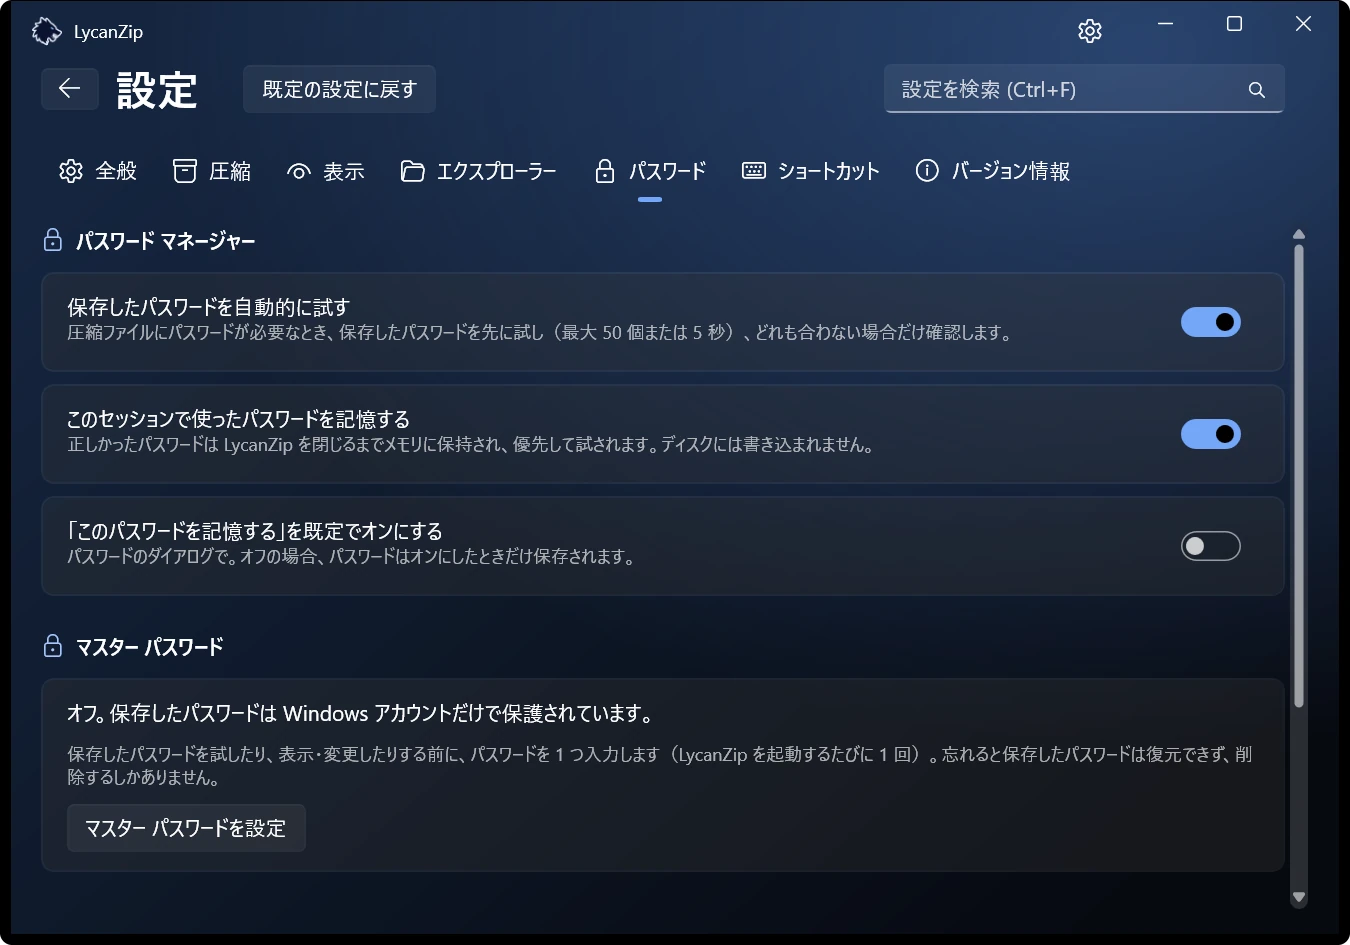 LycanZip
設定
既定の設定に戻す
設定を検索 (Ctrl+F)
全般
圧縮
表示
エクスプローラー
パスワード
ショートカット
バージョン情報
パスワード マネージャー
保存したパスワードを自動的に試す
圧縮ファイルにパスワードが必要なとき、保存したパスワードを先に試し（最大 50 個または 5 秒）、どれも合わない場合だけ確認します。
このセッションで使ったパスワードを記憶する
正しかったパスワードは LycanZip を閉じるまでメモリに保持され、優先して試されます。ディスクには書き込まれません。
「このパスワードを記憶する」を既定でオンにする
パスワードのダイアログで。オフの場合、パスワードはオンにしたときだけ保存されます。
マスター パスワード
オフ。保存したパスワードは Windows アカウントだけで保護されています。
保存したパスワードを試したり、表示・変更したりする前に、パスワードを 1 つ入力します（LycanZip を起動するたびに 1 回）。忘れると保存したパスワードは復元できず、削
除するしかありません。
マスター パスワードを設定